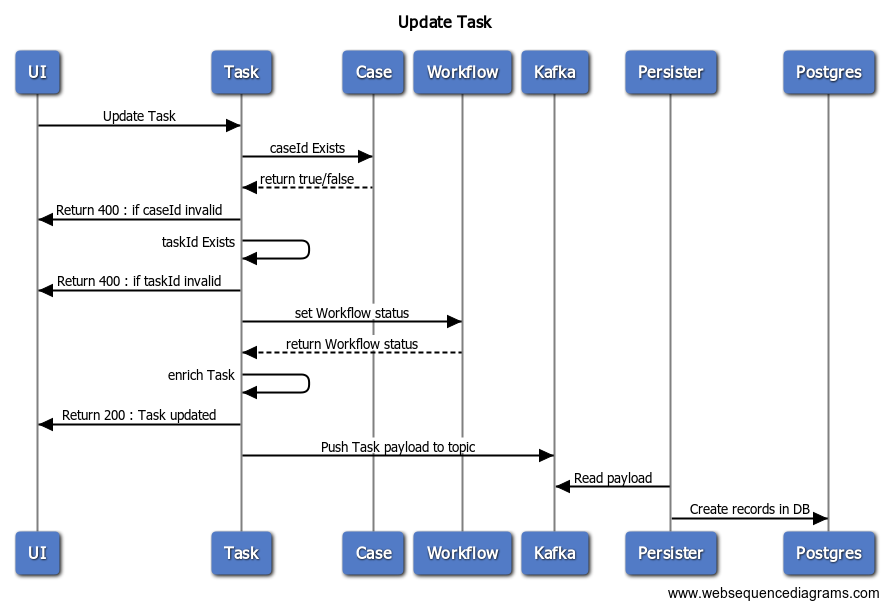 Update Task
UI Task Case Workflow Kafka Persister Postgres
Update Task
caseId Exists
return true/false
Return 400 : if caseId invalid
taskId Exists
Return 400 : if taskId invalid
set Workflow status
return Workflow status
enrich Task
Return 200 : Task updated
Push Task payload to topic
Read payload
Create records in DB
UI Task Case Workflow Kafka Persister Postgres
www.websequencediagrams.com